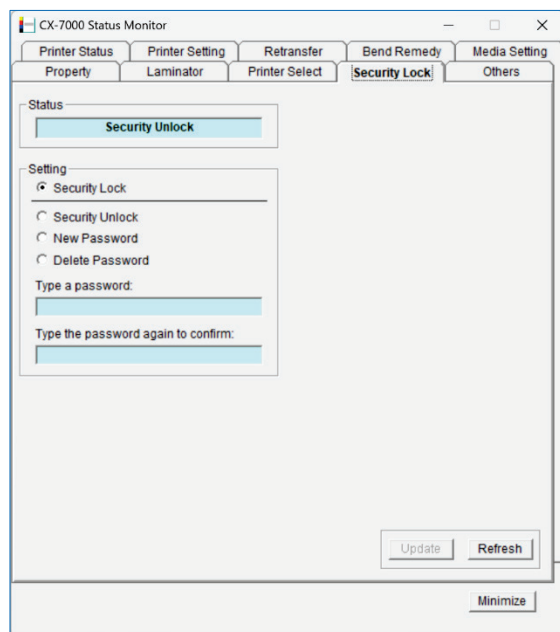 CX-7000 Status Monitor
Printer Status Printer Setting Retransfer Bend Remedy Media Setting
Property Laminator Printer Select Security Lock Others
Status
Security Unlock
Setting
Security Lock
Security Unlock
New Password
Delete Password
Type a password:
Type the password again to confirm:
Update Refresh
Minimize